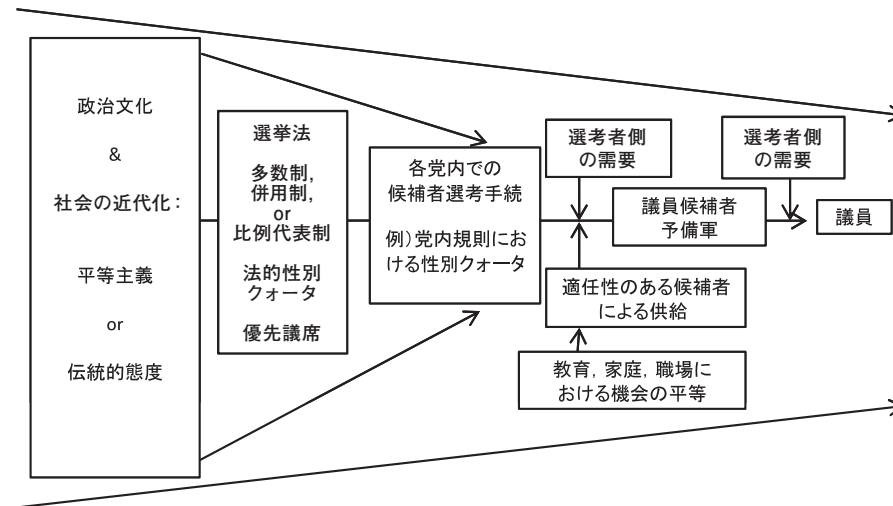 政治文化
&
社会の近代化：
平等主義
or
伝統的態度
選挙法
多数制，
併用制，
or
比例代表制
法的性別
クォータ
優先議席
各党内での
候補者選考手続
例）党内規則にお
ける性別クォータ
選考者側
の需要
議員候補者
予備軍
適任性のある候補者
による供給
教育，家庭，職場に
おける機会の平等
選考者側
の需要
議員